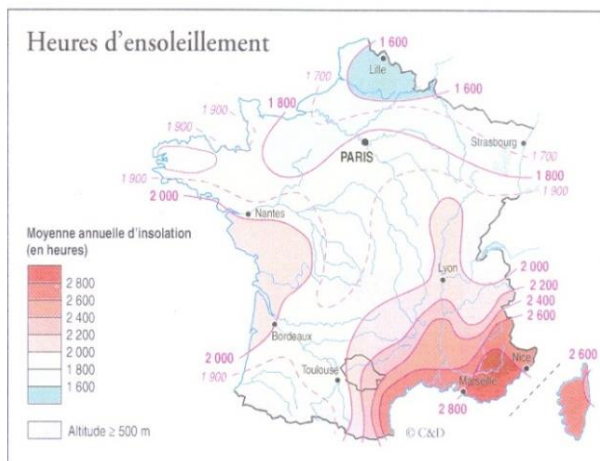 Heures d'ensoleillement
1 600
Lille
1 700
1 600
1 900
1 800
1 900
Strasbourg
PARIS
1 700
1 800
1 900
1 900
2 000
Nantes
Moyenne annuelle d'insolation
(en heures)
2 800
2 600
2 400
2 200
2 000
1 800
1 600
Altitude ≥ 500 m
Lyon
2 000
2 200
2 400
2 600
Bordeaux
2 000
1 900
Toulouse
Nice
Marseille
2 800
2 600
© C&D